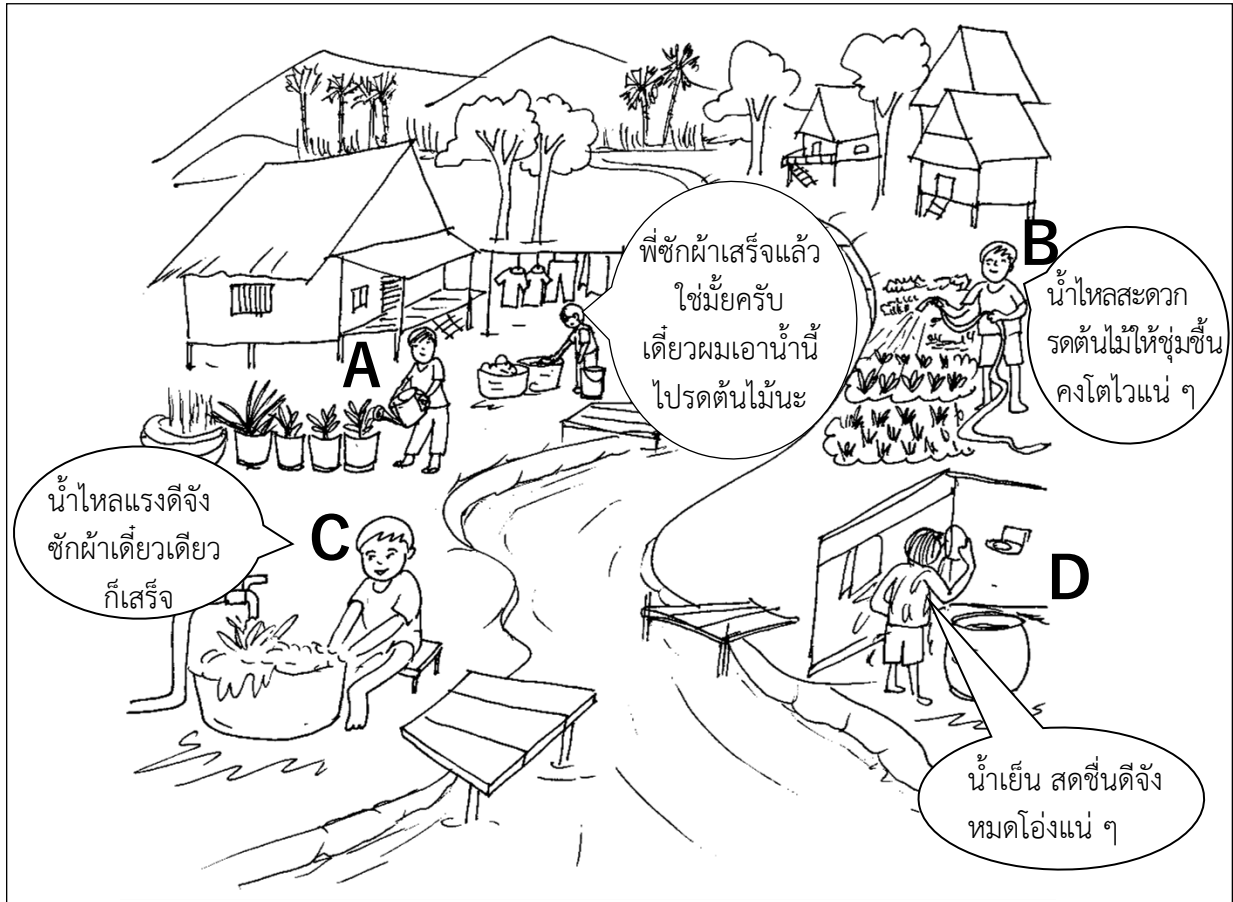 พี่ซักผ้าเสร็จแล้ว
ใช่มั้ยครับ
เดี๋ยวผมเอาน้ำนี้
ไปรดต้นไม้นะ
B
น้ำไหลสะดวก
รดต้นไม้ให้ชุ่มชื้น
คงโตไวแน่ ๆ
A
น้ำไหลแรงดีจัง
ซักผ้าเดี๋ยวเดียว
ก็เสร็จ
C
D
น้ำเย็น สดชื่นดีจัง
หมดโอ่งแน่ ๆ